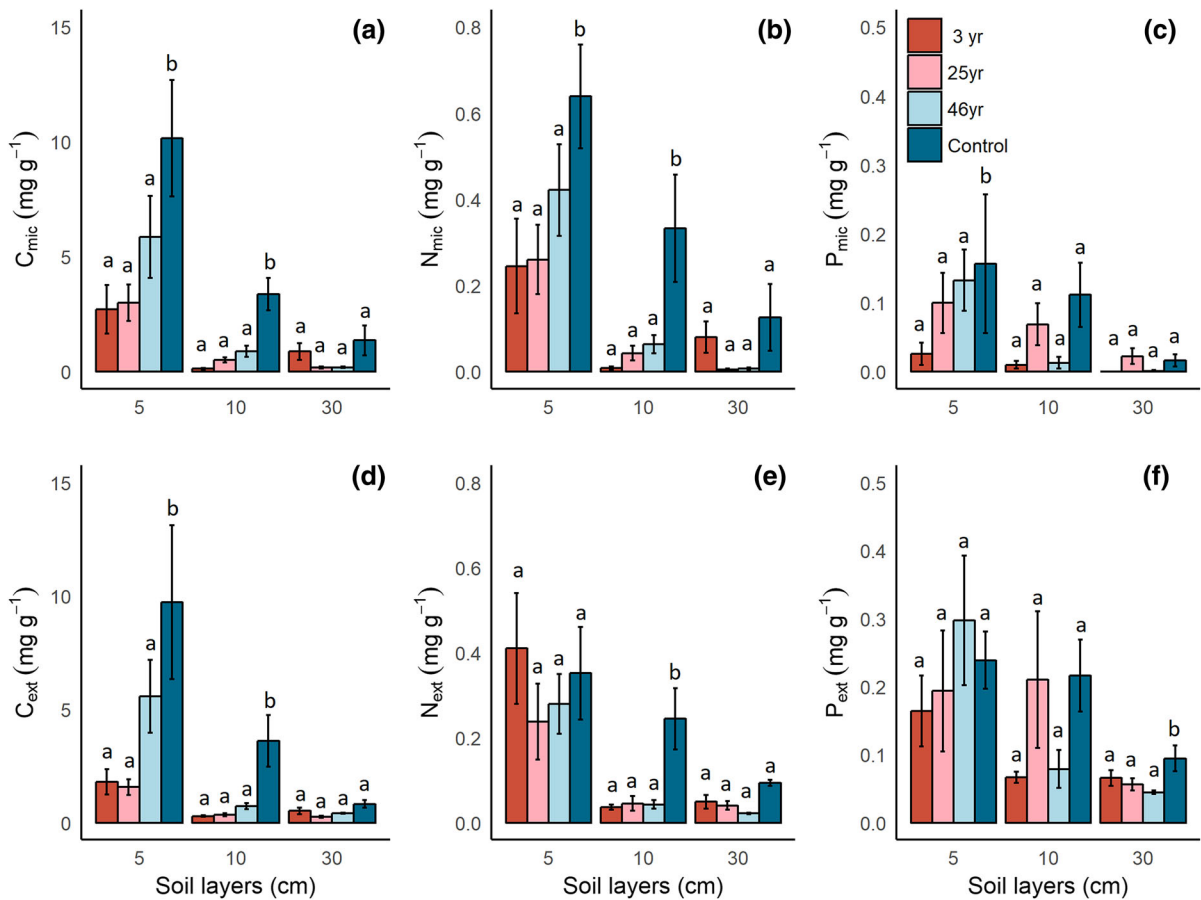 (a)
15
10
5
0
C_mic (mg g⁻¹)
a a a b
a a a b
a a a a
5 10 30
(b)
0.8
0.6
0.4
0.2
0.0
N_mic (mg g⁻¹)
a a a b
a a a b
a a a a
5 10 30
(c)
0.5
0.4
0.3
0.2
0.1
0.0
P_mic (mg g⁻¹)
3 yr
25yr
46yr
Control
a a a b
a a a a
a a a a
5 10 30
(d)
15
10
5
0
C_ext (mg g⁻¹)
a a a b
a a a b
a a a a
5 10 30
Soil layers (cm)
(e)
0.8
0.6
0.4
0.2
0.0
N_ext (mg g⁻¹)
a a a a
a a a b
a a a a
5 10 30
Soil layers (cm)
(f)
0.5
0.4
0.3
0.2
0.1
0.0
P_ext (mg g⁻¹)
a a a a
a a a a
a a a b
5 10 30
Soil layers (cm)